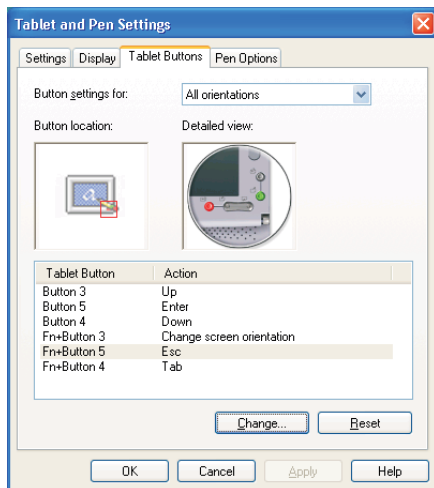 Tablet and Pen Settings
Settings Display Tablet Buttons Pen Options
Button settings for: All orientations
Button location: Detailed view:
a
Tablet Button Action
Button 3 Up
Button 5 Enter
Button 4 Down
Fn+Button 3 Change screen orientation
Fn+Button 5 Esc
Fn+Button 4 Tab
Change... Reset
OK Cancel Apply Help